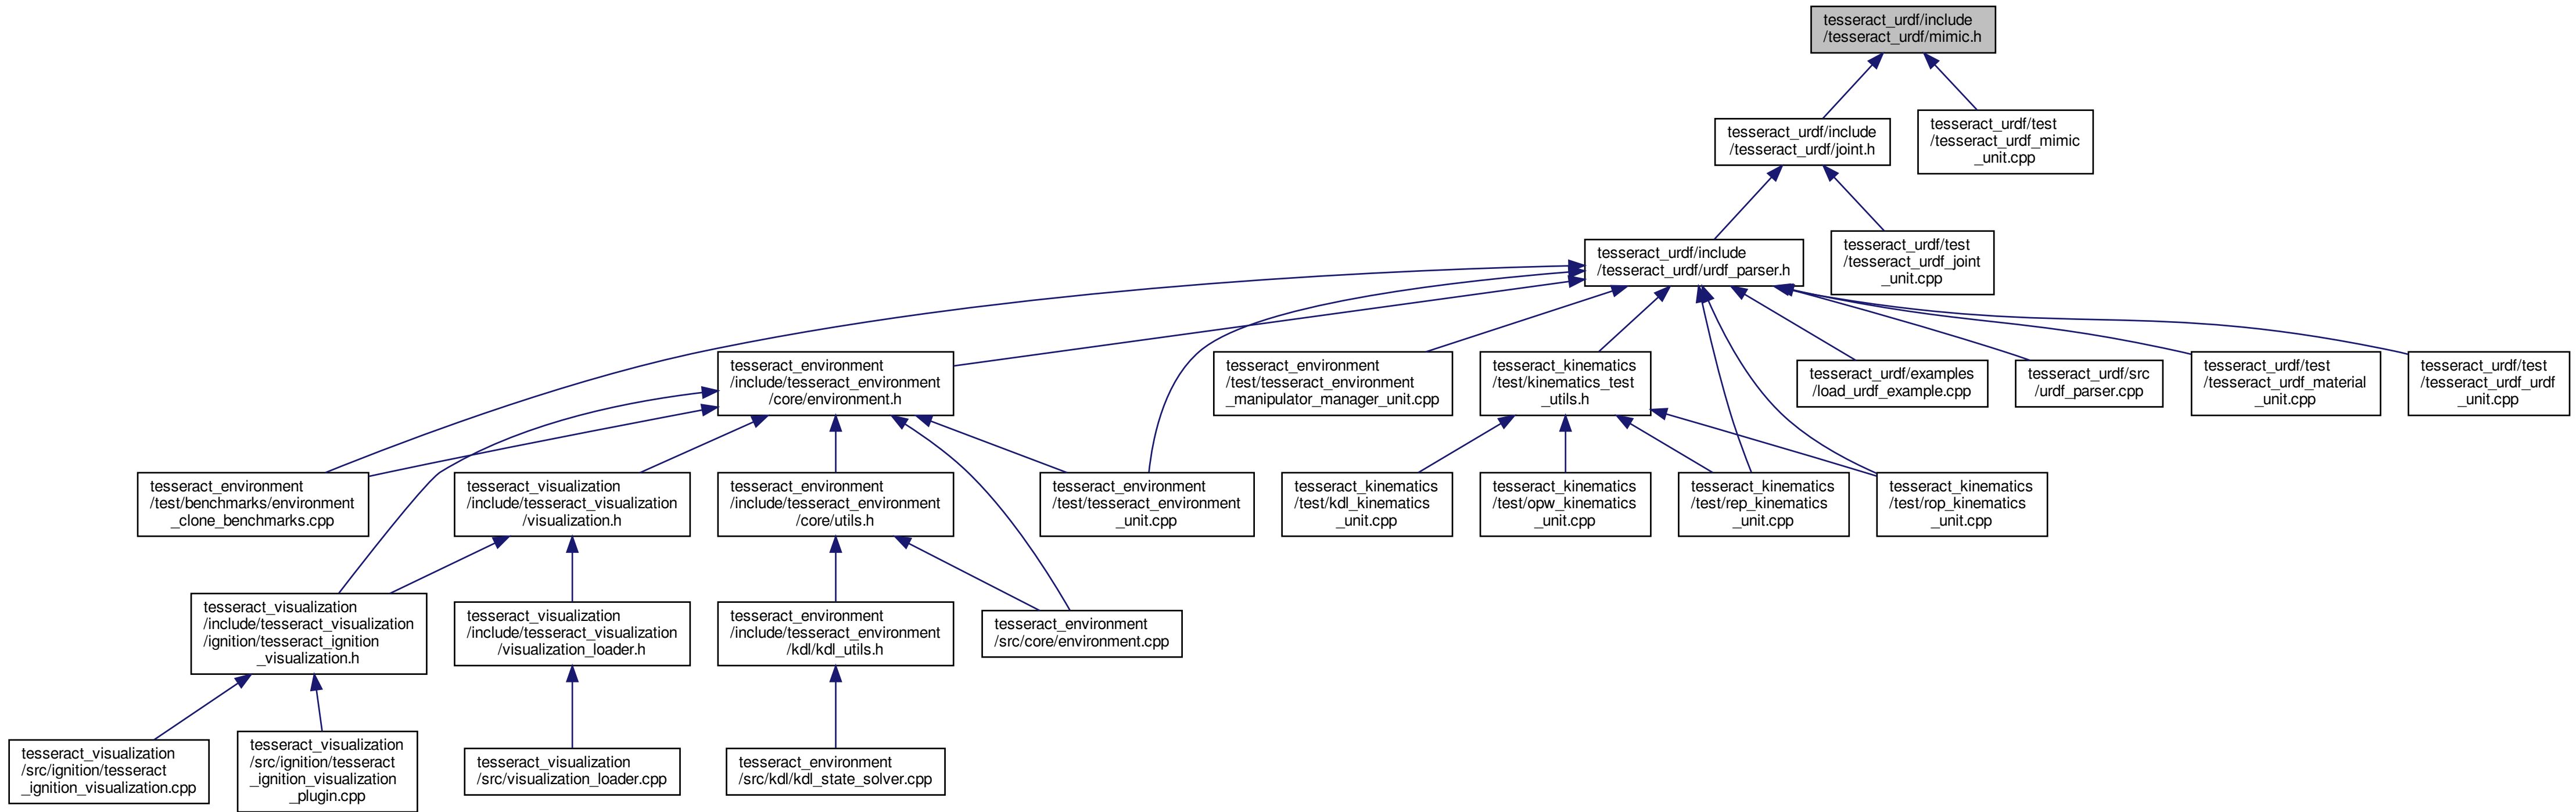 tesseract_urdf/include
/tesseract_urdf/mimic.h
tesseract_urdf/include
/tesseract_urdf/joint.h
tesseract_urdf/test
/tesseract_urdf_mimic
_unit.cpp
tesseract_urdf/include
/tesseract_urdf/urdf_parser.h
tesseract_urdf/test
/tesseract_urdf_joint
_unit.cpp
tesseract_environment
/include/tesseract_environment
/core/environment.h
tesseract_environment
/test/tesseract_environment
_manipulator_manager_unit.cpp
tesseract_kinematics
/test/kinematics_test
_utils.h
tesseract_urdf/examples
/load_urdf_example.cpp
tesseract_urdf/src
/urdf_parser.cpp
tesseract_urdf/test
/tesseract_urdf_material
_unit.cpp
tesseract_urdf/test
/tesseract_urdf_urdf
_unit.cpp
tesseract_environment
/test/benchmarks/environment
_clone_benchmarks.cpp
tesseract_visualization
/include/tesseract_visualization
/visualization.h
tesseract_environment
/include/tesseract_environment
/core/utils.h
tesseract_environment
/test/tesseract_environment
_unit.cpp
tesseract_kinematics
/test/kdl_kinematics
_unit.cpp
tesseract_kinematics
/test/opw_kinematics
_unit.cpp
tesseract_kinematics
/test/rep_kinematics
_unit.cpp
tesseract_kinematics
/test/rop_kinematics
_unit.cpp
tesseract_visualization
/include/tesseract_visualization
/ignition/tesseract_ignition
_visualization.h
tesseract_visualization
/include/tesseract_visualization
/visualization_loader.h
tesseract_environment
/include/tesseract_environment
/kdl/kdl_utils.h
tesseract_environment
/src/core/environment.cpp
tesseract_visualization
/src/ignition/tesseract
_ignition_visualization.cpp
tesseract_visualization
/src/ignition/tesseract
_ignition_visualization
_plugin.cpp
tesseract_visualization
/src/visualization_loader.cpp
tesseract_environment
/src/kdl/kdl_state_solver.cpp